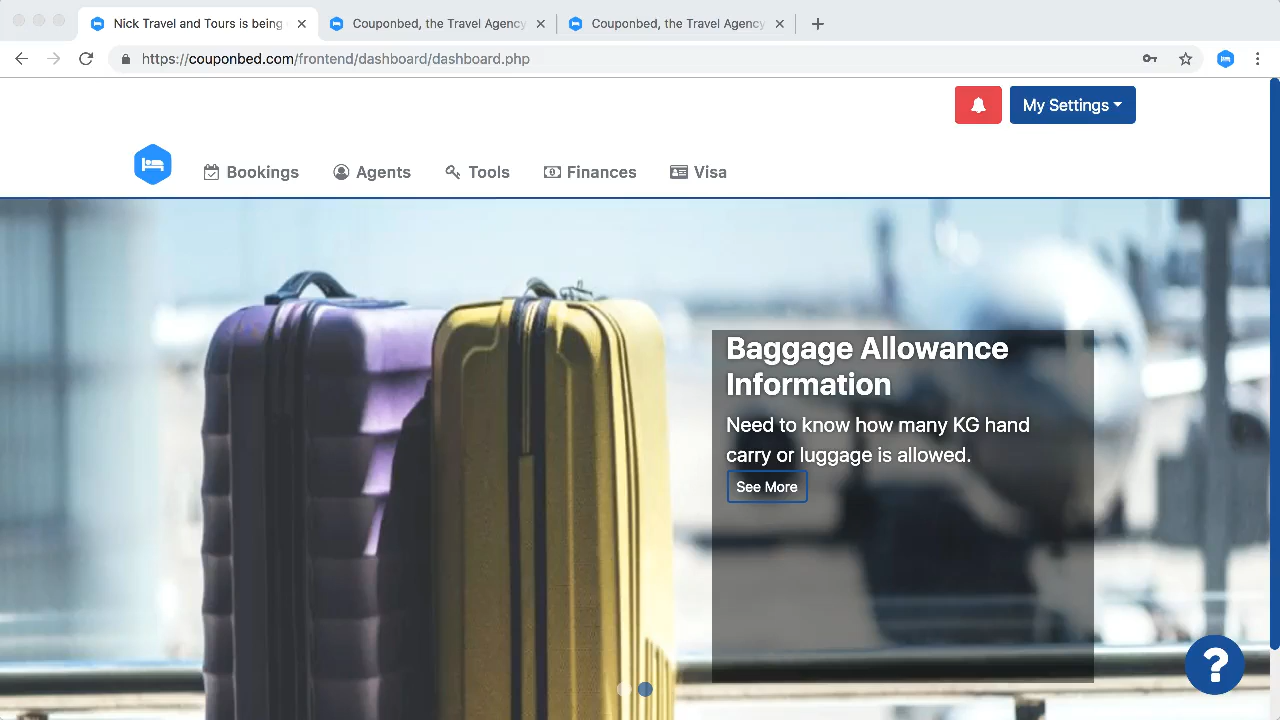 Nick Travel and Tours is being
Couponbed, the Travel Agency
Couponbed, the Travel Agency
https://couponbed.com/frontend/dashboard/dashboard.php
My Settings
Bookings
Agents
Tools
Finances
Visa
Baggage Allowance
Information
Need to know how many KG hand
carry or luggage is allowed.
See More
?